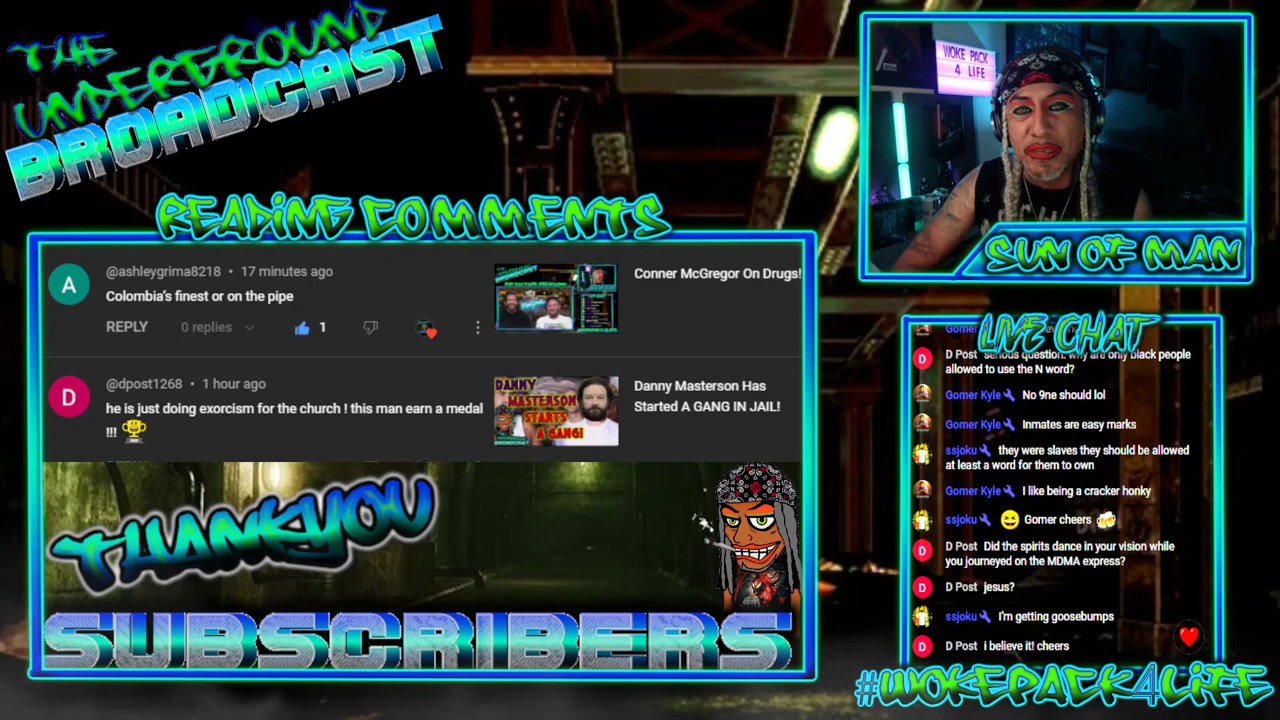 THE
UNDERGROUND
BROADCAST
WOKE PACK
4 LIFE
SUN OF MAN
READING COMMENTS
A
@ashleygrima8218 • 17 minutes ago
Colombia's finest or on the pipe
REPLY 0 replies 1
Conner McGregor On Drugs!
D
@dpost1268 • 1 hour ago
he is just doing exorcism for the church ! this man earn a medal
!!! 🏆
DANNY
MASTERSON
STARTS
A GANG!
Danny Masterson Has
Started A GANG IN JAIL!
THANKYOU
SUBSCRIBERS
LIVE CHAT
Gomer
D Post serious question. why are only black people
allowed to use the N word?
Gomer Kyle No 9ne should lol
Gomer Kyle Inmates are easy marks
ssjoku they were slaves they should be allowed
at least a word for them to own
Gomer Kyle I like being a cracker honky
ssjoku 😆 Gomer cheers 🍻
D Post Did the spirits dance in your vision while
you journeyed on the MDMA express?
D Post jesus?
ssjoku I'm getting goosebumps
D Post i believe it! cheers
#WOKEPACK4LIFE